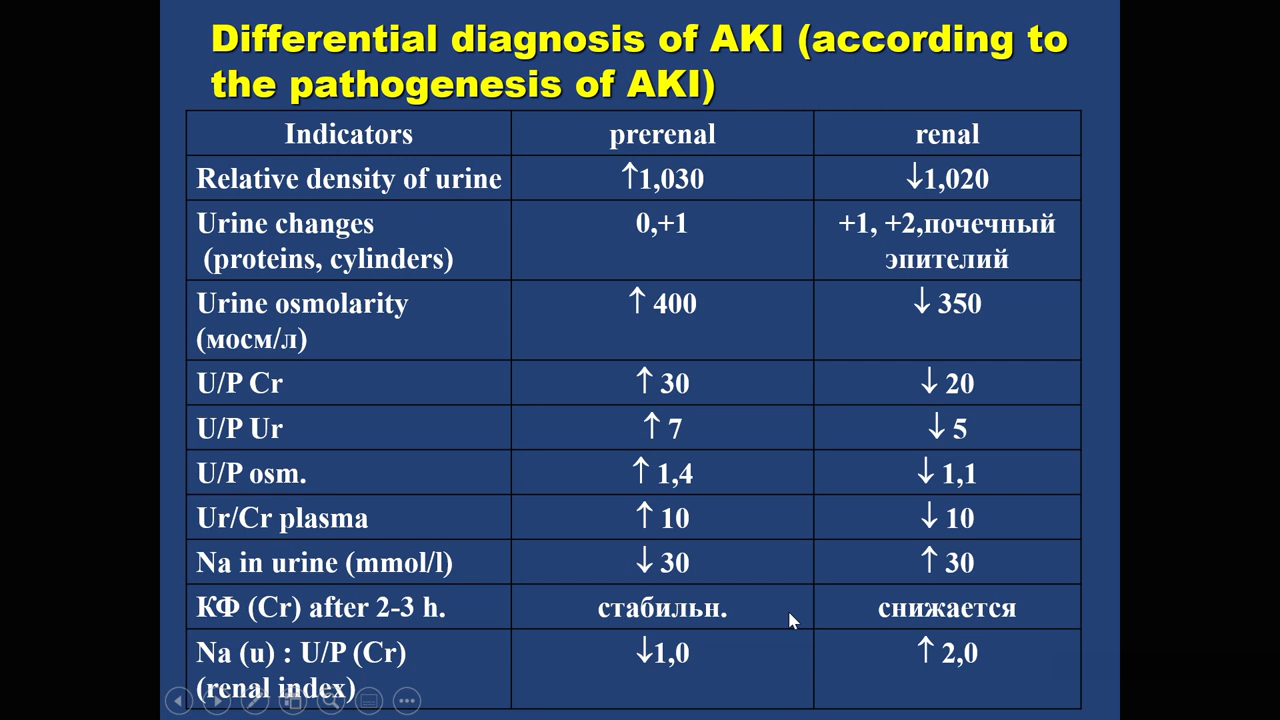 Differential diagnosis of AKI (according to
the pathogenesis of AKI)
Indicators prerenal renal
Relative density of urine ↑1,030 ↓1,020
Urine changes 0,+1 +1, +2,почечный
(proteins, cylinders) эпителий
Urine osmolarity ↑ 400 ↓ 350
(мосм/л)
U/P Cr ↑ 30 ↓ 20
U/P Ur ↑ 7 ↓ 5
U/P osm. ↑ 1,4 ↓ 1,1
Ur/Cr plasma ↑ 10 ↓ 10
Na in urine (mmol/l) ↓ 30 ↑ 30
КФ (Cr) after 2-3 h. стабильн. снижается
Na (u) : U/P (Cr) ↓1,0 ↑ 2,0
(renal index)